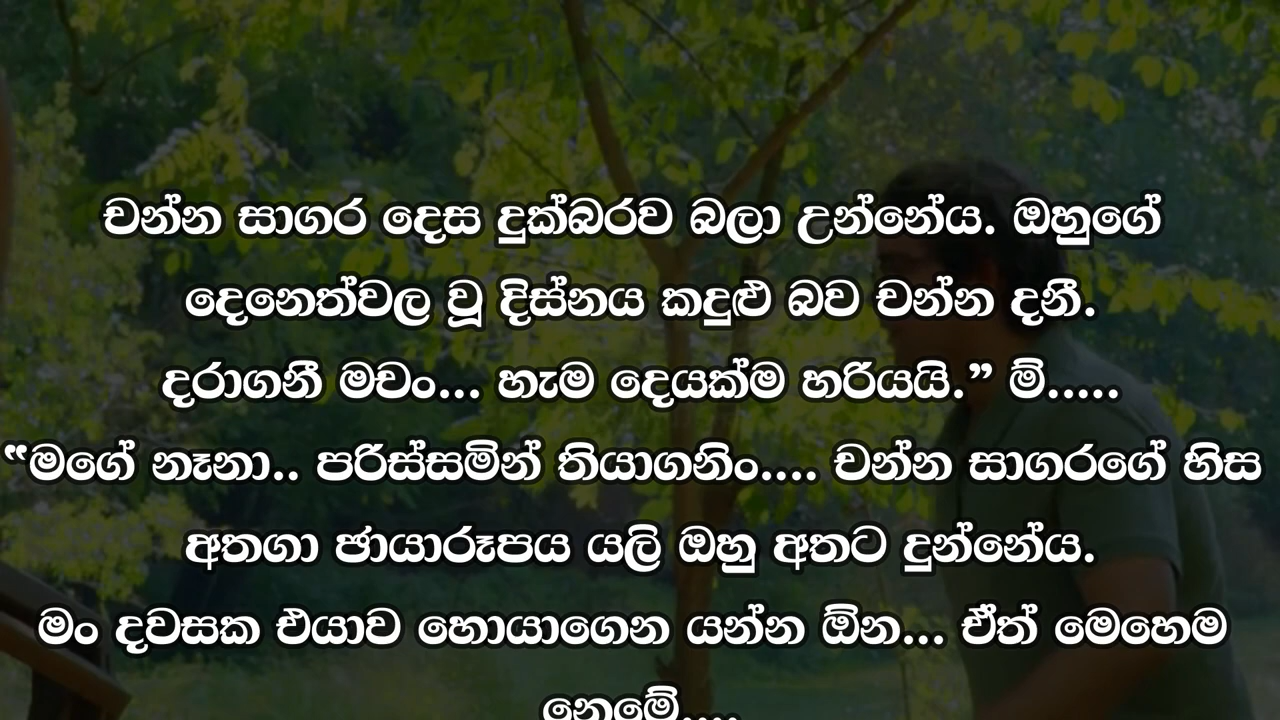 චන්න සාගර දෙස දුක්බරව බලා උන්නේය. ඔහුගේ
දෙනෙත්වල වූ දිස්නය කදුළු බව චන්න දනී.
දරාගනී මචං... හැම දෙයක්ම හරියයි.” ම්.....
“මගේ නෑනා.. පරිස්සමින් තියාගනිං.... චන්න සාගරගේ හිස
අතගා ඡායාරූපය යලි ඔහු අතට දුන්නේය.
මං දවසක එයාව හොයාගෙන යන්න ඕන... ඒත් මෙහෙම
නෙමේ....